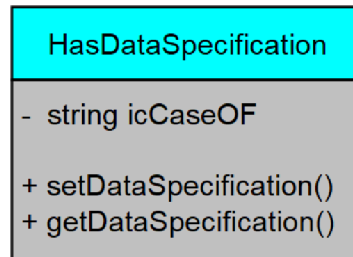 HasDataSpecification
- string icCaseOF
+ setDataSpecification()
+ getDataSpecification()